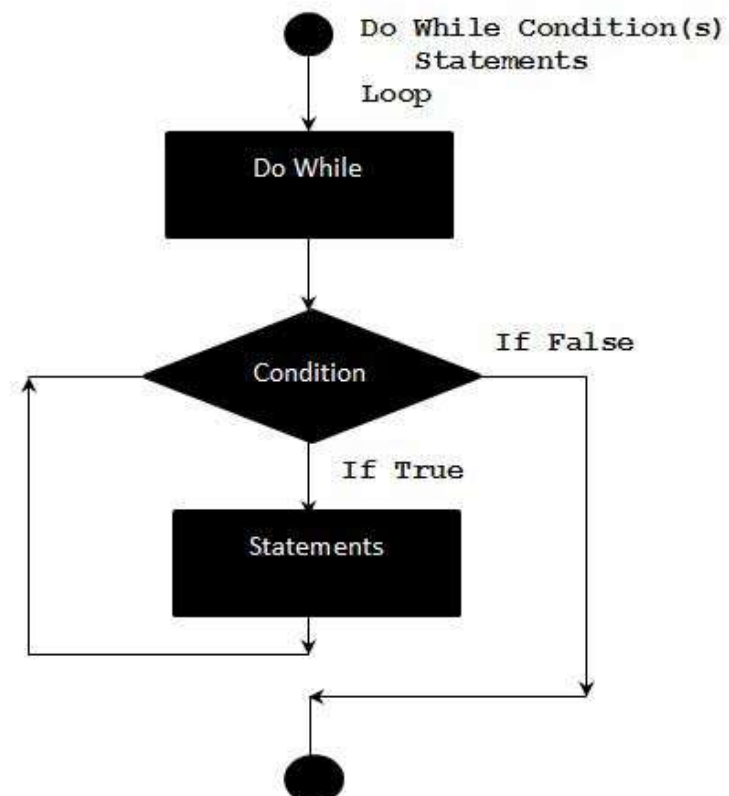 Do While Condition(s)
Statements
Loop
Do While
If False
Condition
If True
Statements